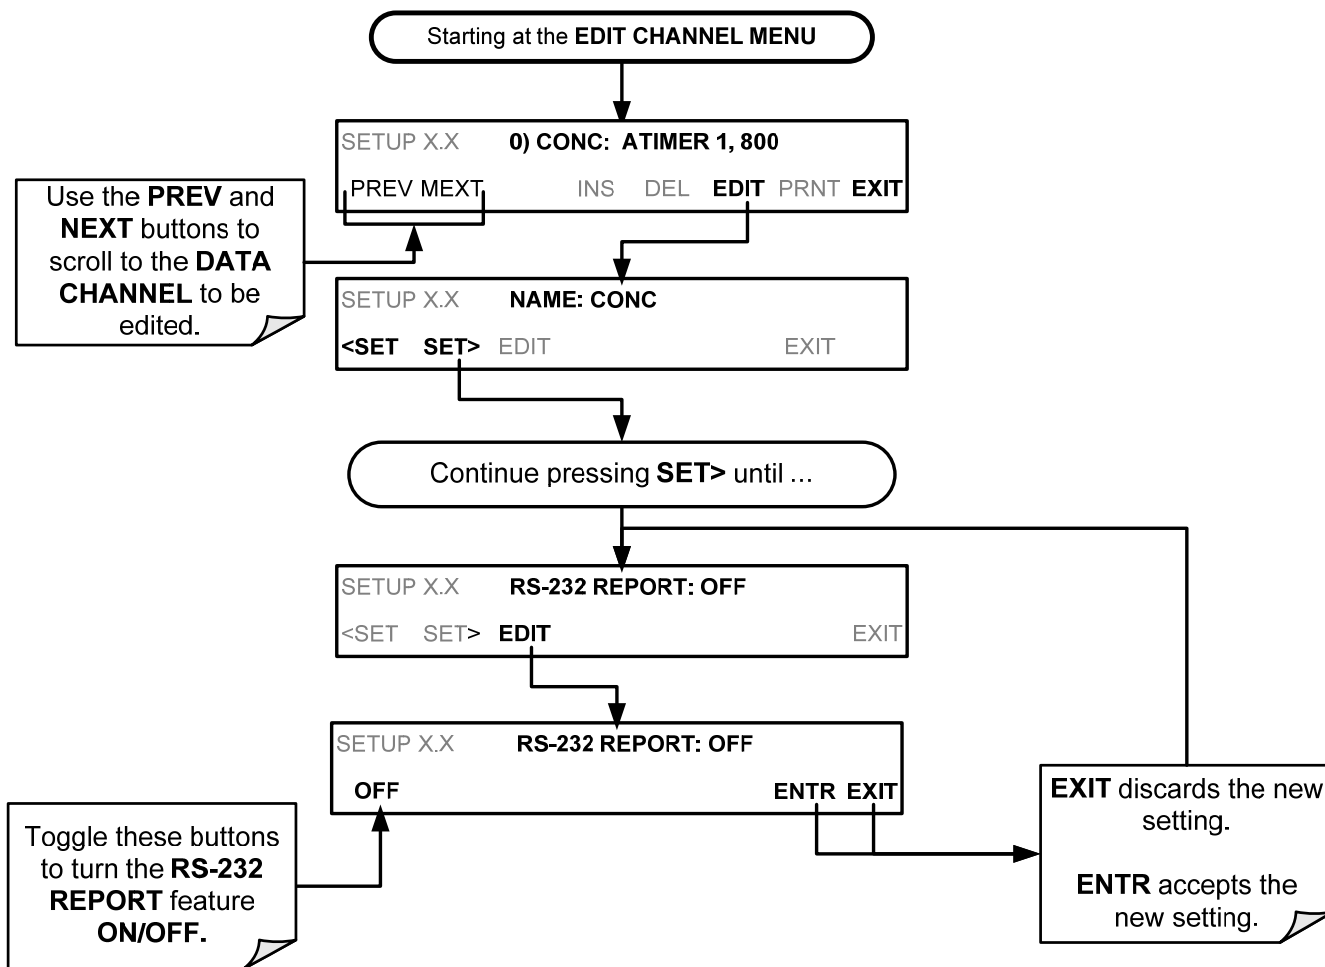 Starting at the EDIT CHANNEL MENU
SETUP X.X 0) CONC: ATIMER 1, 800
PREV MEXT INS DEL EDIT PRNT EXIT
Use the PREV and
NEXT buttons to
scroll to the DATA
CHANNEL to be
edited.
SETUP X.X NAME: CONC
<SET SET> EDIT EXIT
Continue pressing SET> until ...
SETUP X.X RS-232 REPORT: OFF
<SET SET> EDIT EXIT
SETUP X.X RS-232 REPORT: OFF
OFF ENTR EXIT
Toggle these buttons
to turn the RS-232
REPORT feature
ON/OFF.
EXIT discards the new
setting.
ENTR accepts the
new setting.